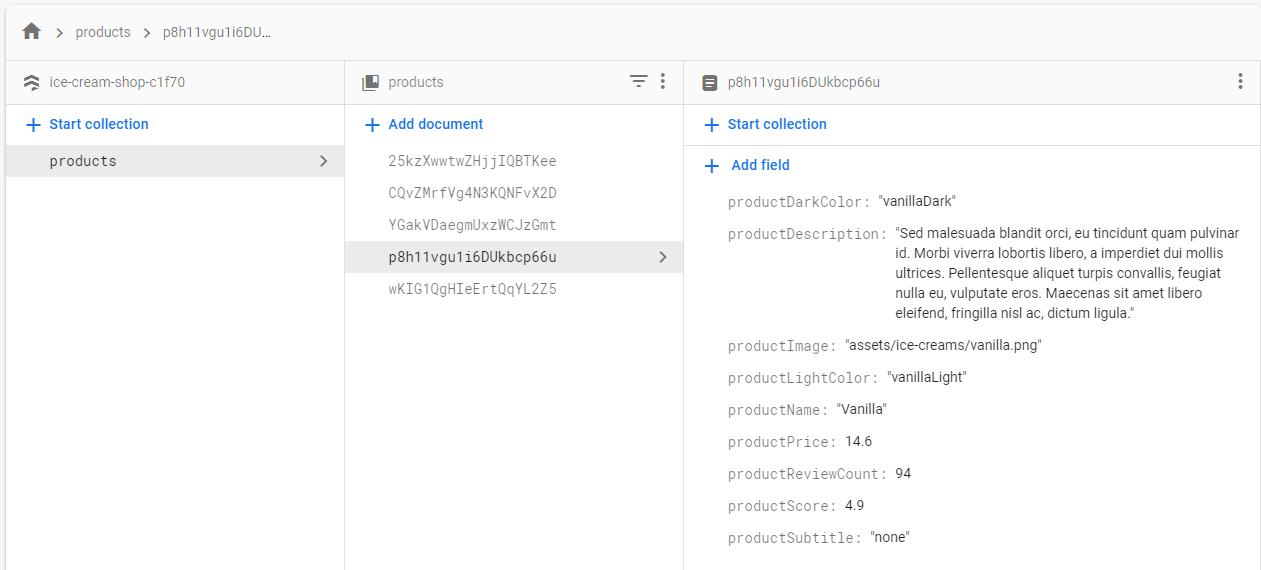 products
p8h11vgu1i6DU...
ice-cream-shop-c1f70
products
p8h11vgu1i6DUkbcp66u
Start collection
Add document
Start collection
products
25kzXwwtwZHjjIQBTKee
CQvZMrfVg4N3KQNFvX2D
YGakVDaegmUxzWCJzGmt
p8h11vgu1i6DUkbcp66u
wKIG1QgHIeErtQqYL2Z5
Add field
productDarkColor: "vanillaDark"
productDescription: "Sed malesuada blandit orci, eu tincidunt quam pulvinar
id. Morbi viverra lobortis libero, a imperdiet dui mollis
ultrices. Pellentesque aliquet turpis convallis, feugiat
nulla eu, vulputate eros. Maecenas sit amet libero
eleifend, fringilla nisl ac, dictum ligula."
productImage: "assets/ice-creams/vanilla.png"
productLightColor: "vanillaLight"
productName: "Vanilla"
productPrice: 14.6
productReviewCount: 94
productScore: 4.9
productSubtitle: "none"